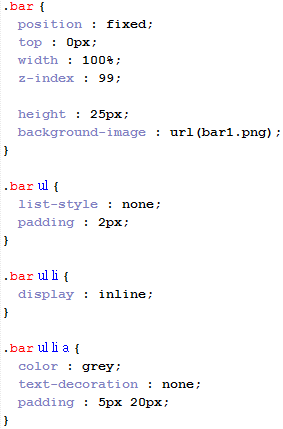 .bar {
position : fixed;
top : 0px;
width : 100%;
z-index : 99;
height : 25px;
background-image : url(bar1.png);
}
.bar ul {
list-style : none;
padding : 2px;
}
.bar ul li {
display : inline;
}
.bar ul li a {
color : grey;
text-decoration : none;
padding : 5px 20px;
}